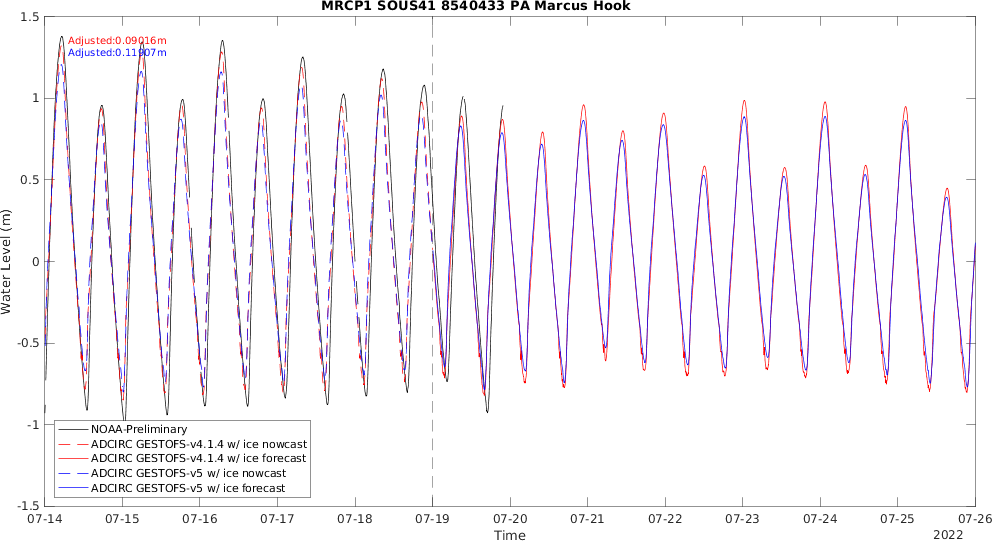 MRCP1 SOUS41 8540433 PA Marcus Hook
1.5
1
0.5
0
-0.5
-1
-1.5
Water Level (m)
Adjusted:0.09016m
Adjusted:0.11907m
NOAA-Preliminary
ADCIRC GESTOFS-v4.1.4 w/ ice nowcast
ADCIRC GESTOFS-v4.1.4 w/ ice forecast
ADCIRC GESTOFS-v5 w/ ice nowcast
ADCIRC GESTOFS-v5 w/ ice forecast
07-14 07-15 07-16 07-17 07-18 07-19 07-20 07-21 07-22 07-23 07-24 07-25 07-26
Time
2022